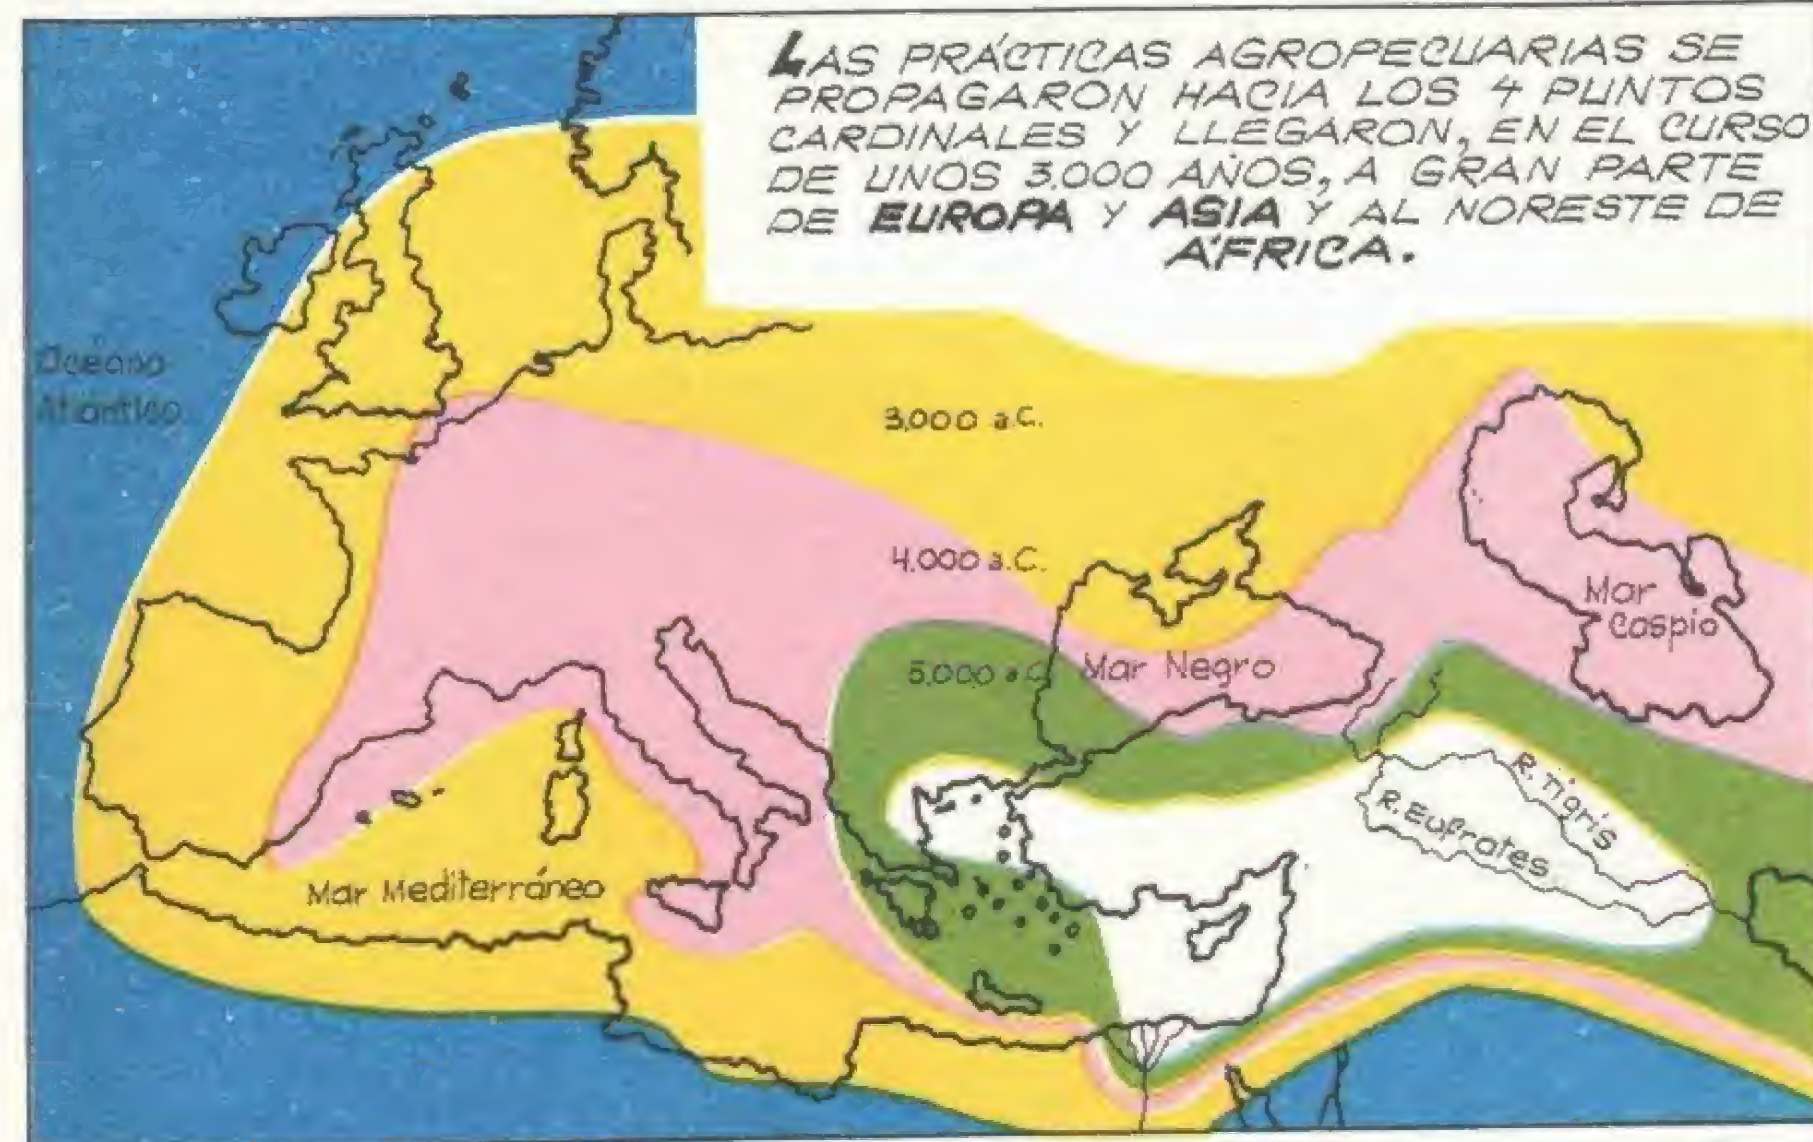 LAS PRÁCTICAS AGROPECUARIAS SE
PROPAGARON HACIA LOS 4 PUNTOS
CARDINALES Y LLEGARON, EN EL CURSO
DE UNOS 3.000 AÑOS, A GRAN PARTE
DE EUROPA Y ASIA Y AL NORESTE DE
ÁFRICA.
Océano
Atlántico
3.000 a.C.
4.000 a.C.
5.000 a.C.
Mar Negro
Mar
Caspio
R. Tigris
R. Eufrates
Mar Mediterráneo